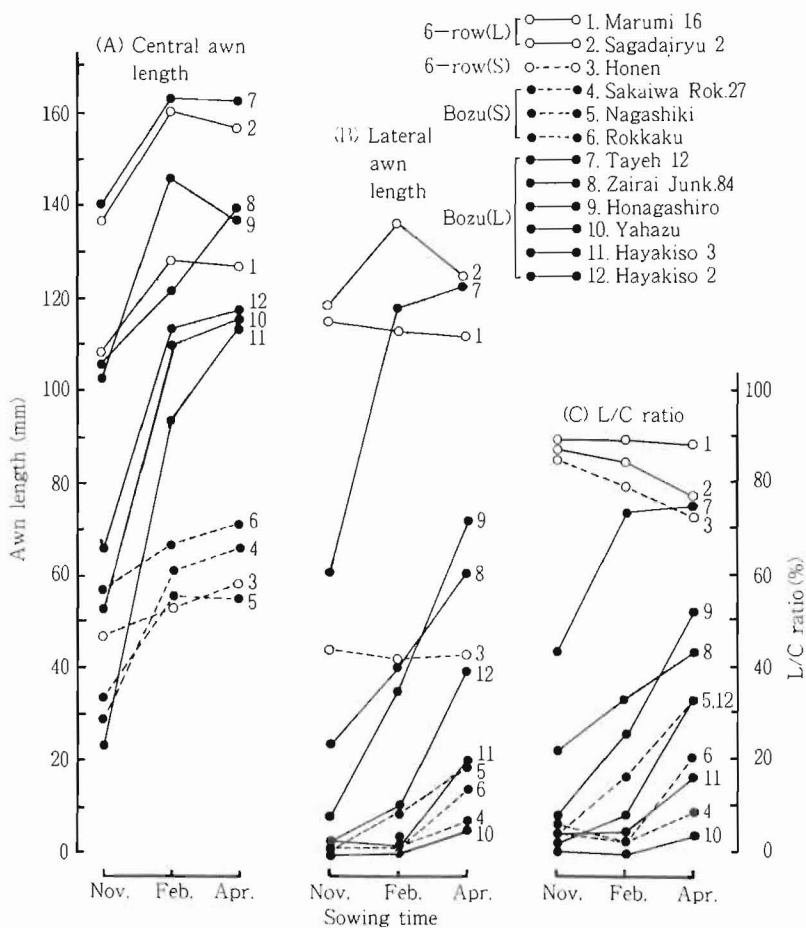 (A) Central awn
length
(B) Lateral
awn
length
(C) L/C ratio
6-row(L)
1. Marumi 16
2. Sagadairyu 2
6-row(S)
3. Honen
Bozu(S)
4. Sakaiwa Rok.27
5. Nagashiki
6. Rokkaku
Bozu(L)
7. Tayeh 12
8. Zairai Junk.84
9. Honagashiro
10. Yahazu
11. Hayakiso 3
12. Hayakiso 2
Awn length (mm)
160
140
120
100
80
60
40
20
0
7
2
8
9
1
12
10
11
6
4
3
5
2
7
1
9
8
3
12
11
5
6
4
10
1
2
7
3
9
8
5,12
6
11
4
10
100
80
60
40
20
0
L/C ratio(%)
Nov. Feb. Apr.
Nov. Feb. Apr.
Nov. Feb. Apr.
Sowing time